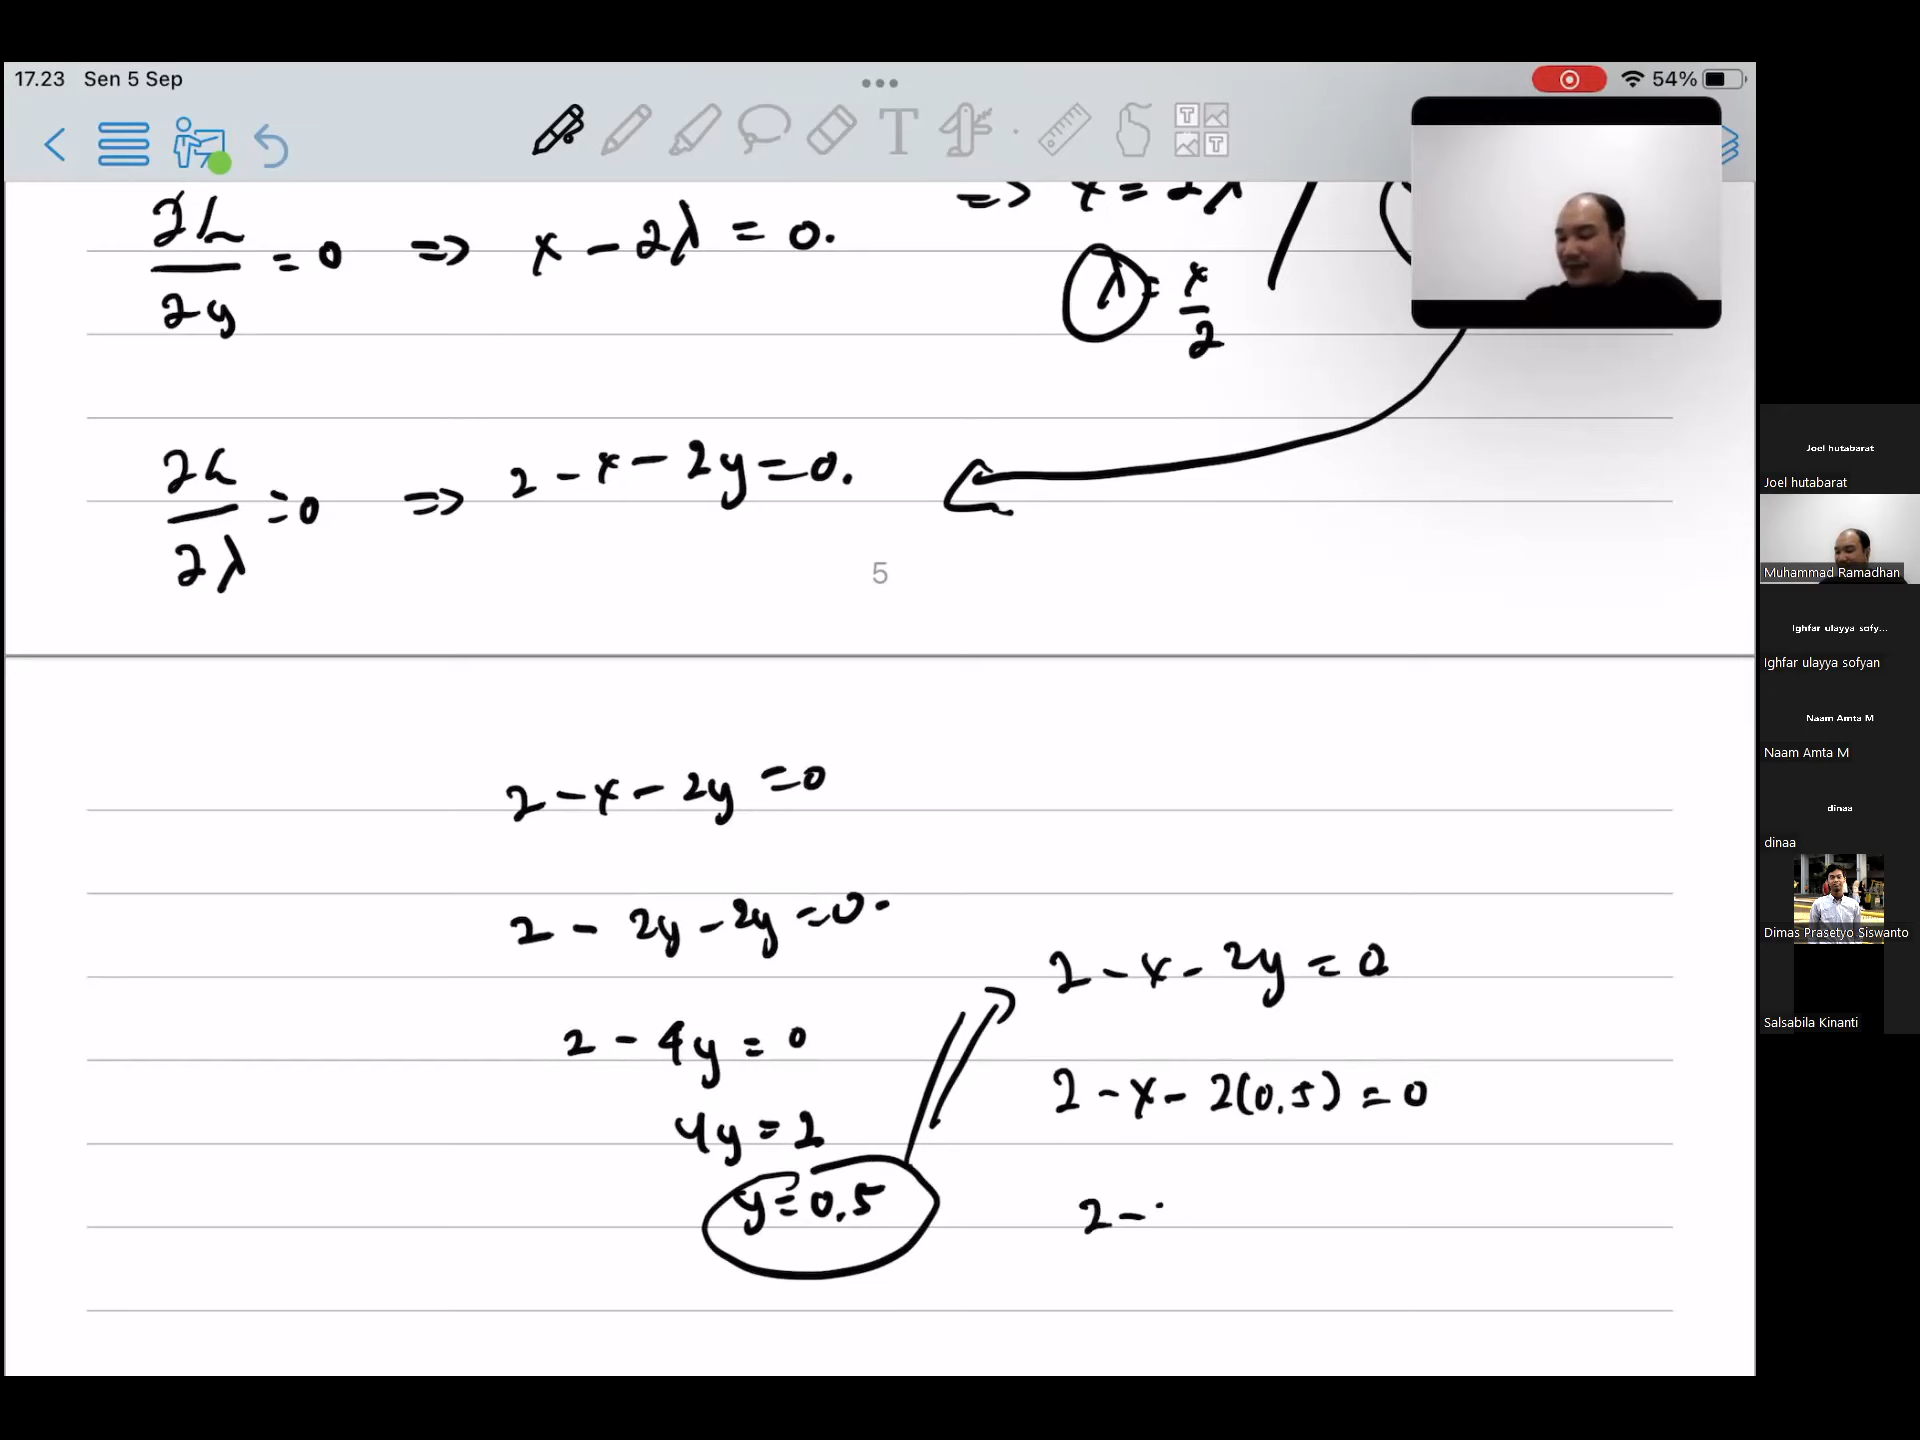 17.23 Sen 5 Sep
54%
∂L/∂y = 0 => x - 2λ = 0.
=> x = 2λ
λ = x/2
∂L/∂λ = 0 => 2 - x - 2y = 0.
5
2 - x - 2y = 0
2 - 2y - 2y = 0.
2 - 4y = 0
4y = 2
y = 0.5
2 - x - 2y = 0
2 - x - 2(0.5) = 0
2 -
Joel hutabarat
Joel hutabarat
Muhammad Ramadhan
Ighfar ulayya sofy...
Ighfar ulayya sofyan
Naam Amta M
Naam Amta M
dinaa
dinaa
Dimas Prasetyo Siswanto
Salsabila Kinanti